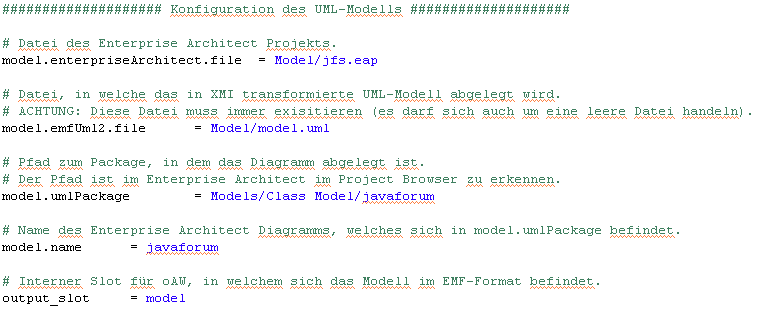 #################### Konfiguration des UML-Modells ####################
# Datei des Enterprise Architect Projekts.
model.enterpriseArchitect.file = Model/jfs.eap
# Datei, in welche das in XMI transformierte UML-Modell abgelegt wird.
# ACHTUNG: Diese Datei muss immer exisitieren (es darf sich auch um eine leere Datei handeln).
model.emfUml2.file = Model/model.uml
# Pfad zum Package, in dem das Diagramm abgelegt ist.
# Der Pfad ist im Enterprise Architect im Project Browser zu erkennen.
model.umlPackage = Models/Class Model/javaforum
# Name des Enterprise Architect Diagramms, welches sich in model.umlPackage befindet.
model.name = javaforum
# Interner Slot für oAW, in welchem sich das Modell im EMF-Format befindet.
output_slot = model